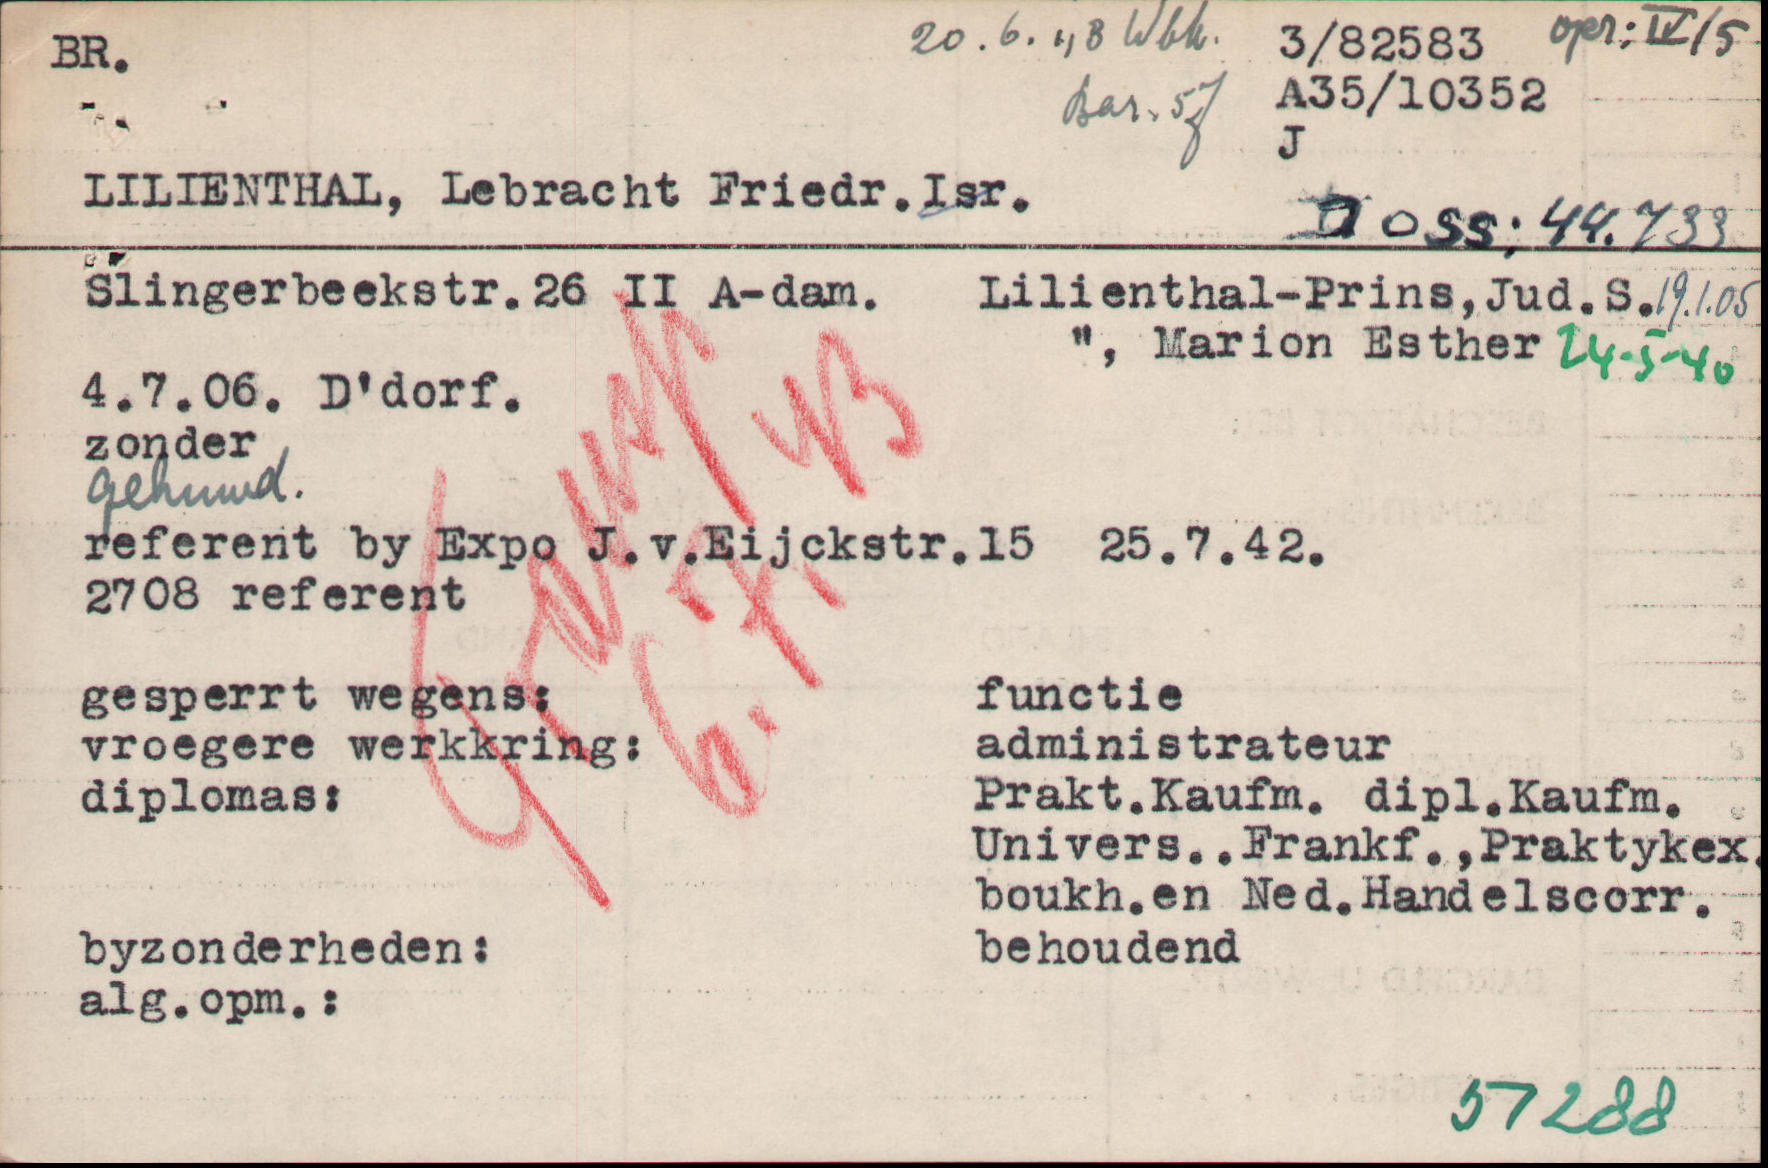 BR.
20.6. Wbk. 3/82583 opr: IV/5
Bar. 57 A35/10352
J
LILIENTHAL, Lebracht Friedr.Isr.
Doss; 44.733
Slingerbeekstr.26 II A-dam. Lilienthal-Prins,Jud.S. 19.1.05
", Marion Esther 24-5-40
4.7.06. D'dorf.
zonder
gehuwd.
referent by Expo J.v.Eijckstr.15 25.7.42.
2708 referent
6.7.43
gesperrt wegens: functie
vroegere werkkring: administrateur
diplomas: Prakt.Kaufm. dipl.Kaufm.
Univers..Frankf.,Praktykex.
boukh.en Ned.Handelscorr.
byzonderheden: behoudend
alg.opm.:
57288